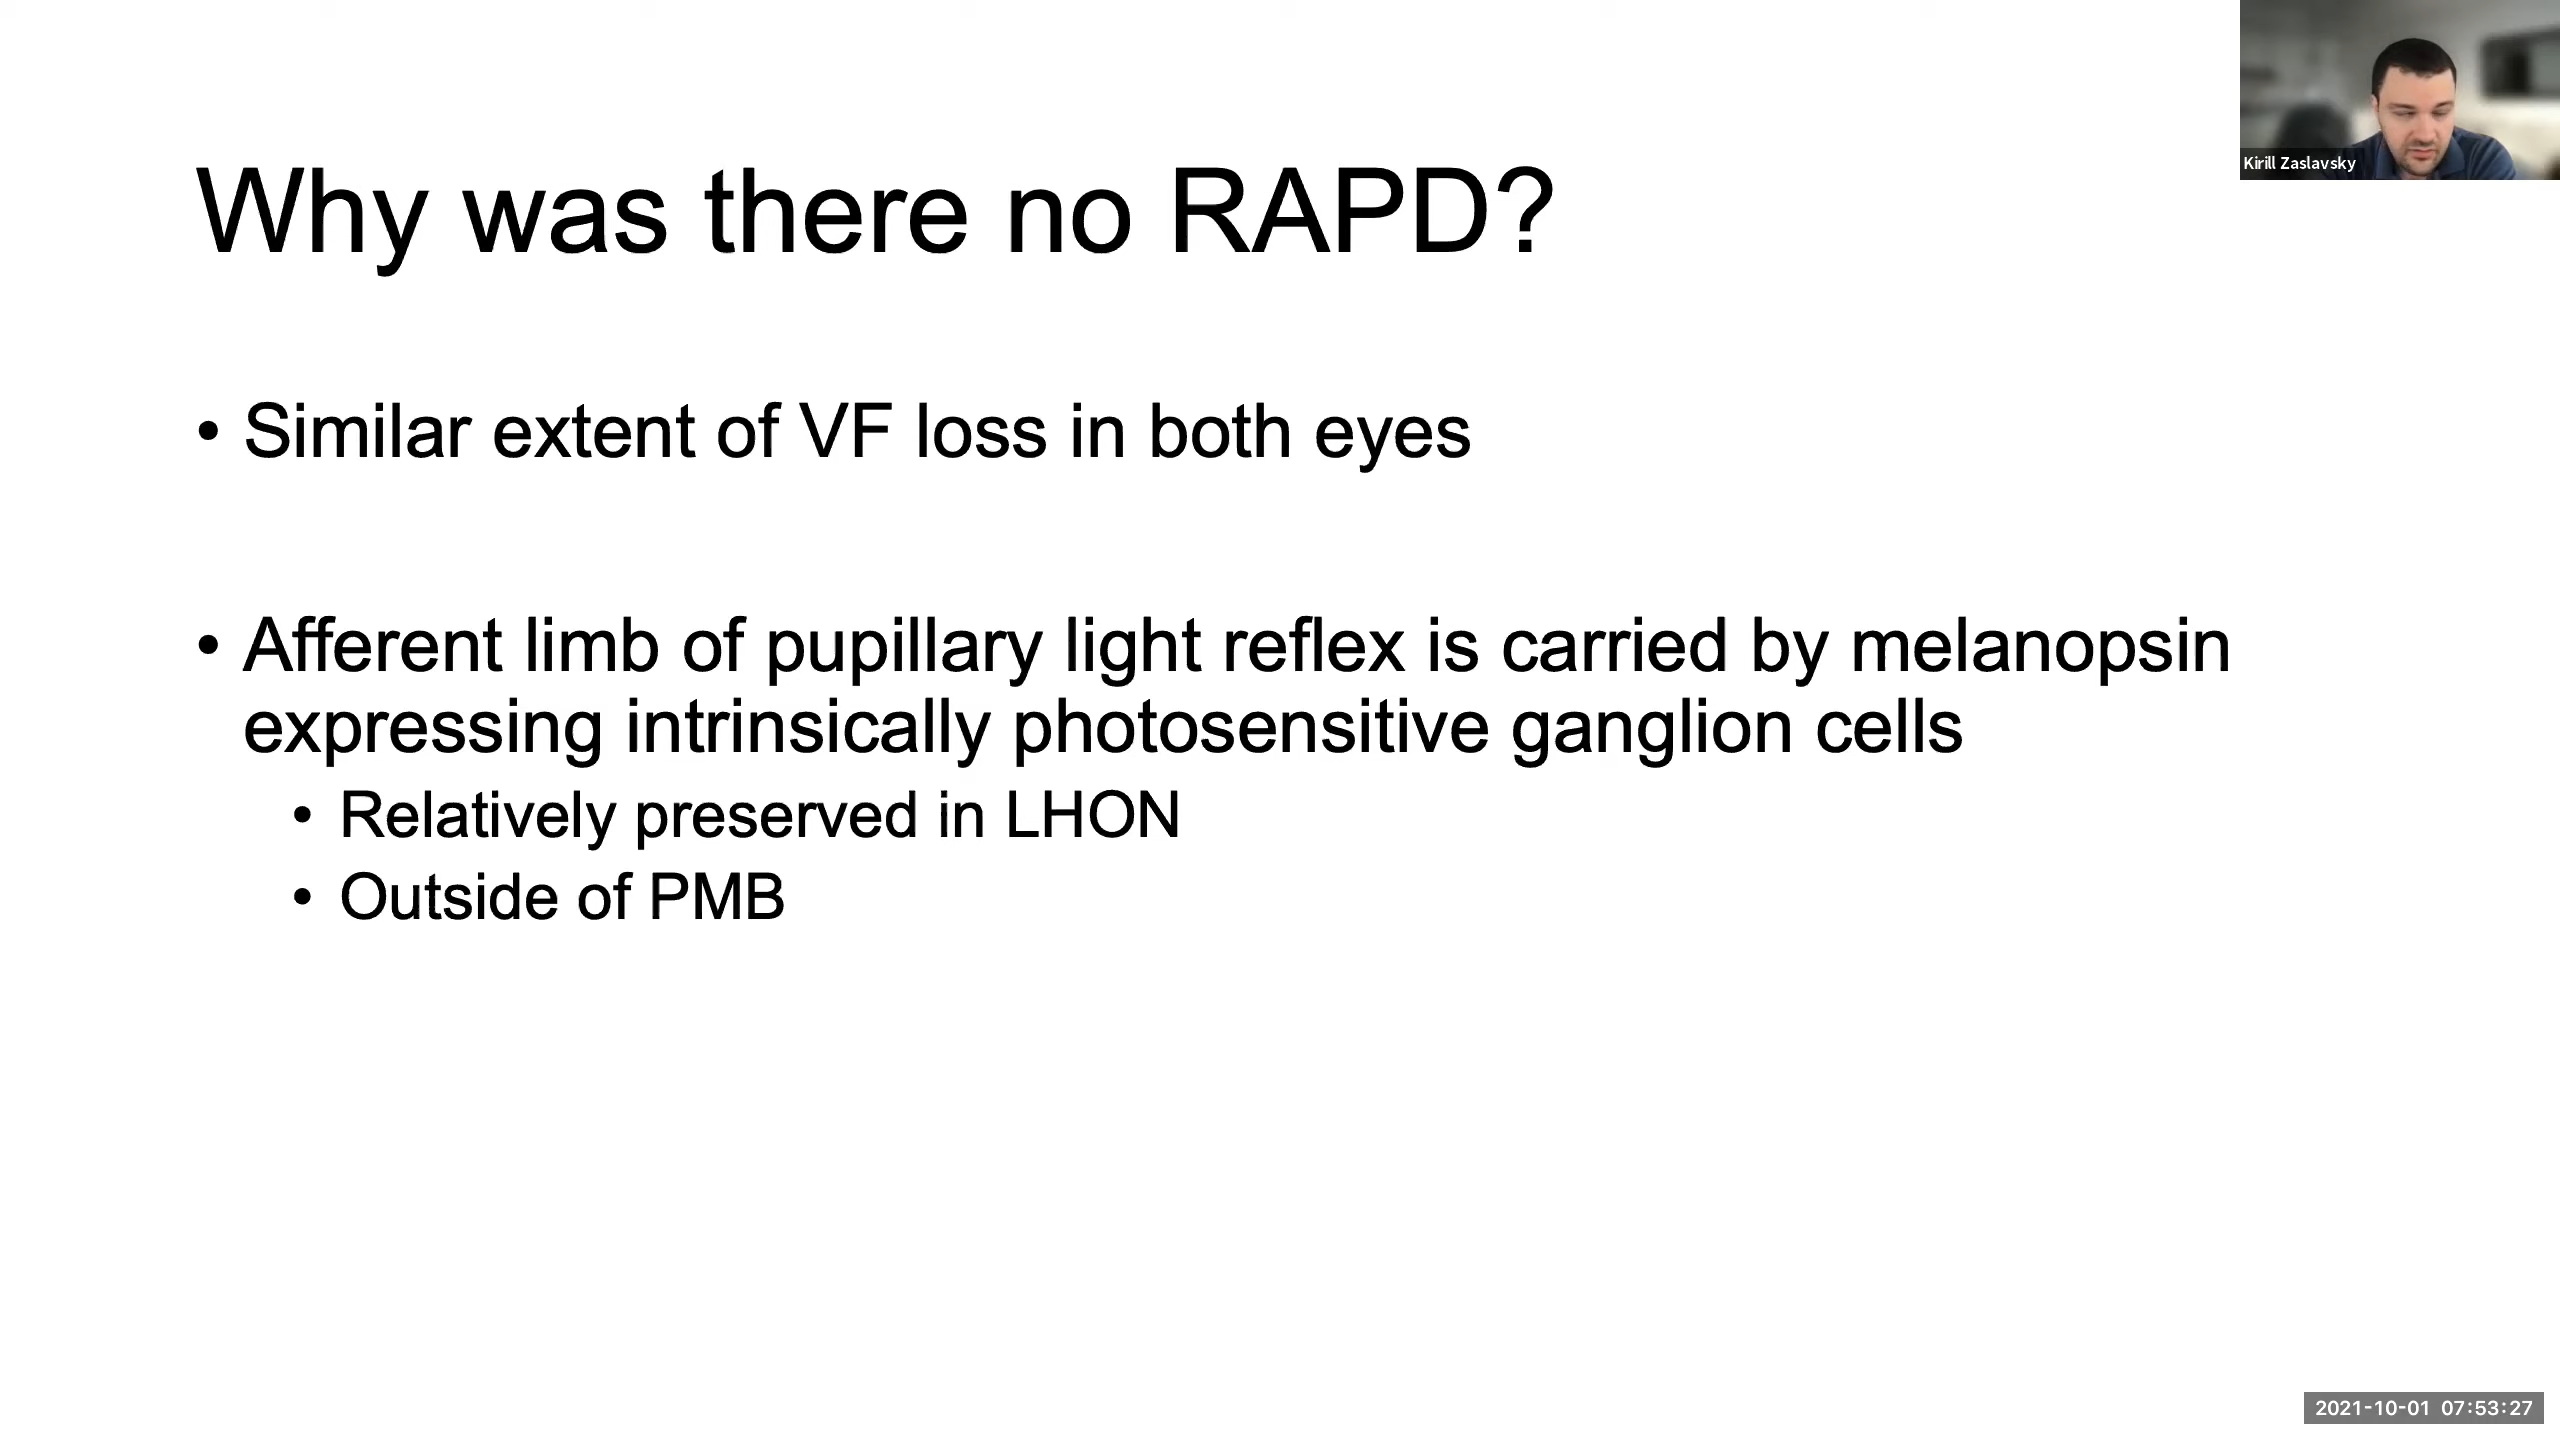 Why was there no RAPD?
Kirill Zaslavsky
• Similar extent of VF loss in both eyes
• Afferent limb of pupillary light reflex is carried by melanopsin
expressing intrinsically photosensitive ganglion cells
• Relatively preserved in LHON
• Outside of PMB
2021-10-01 07:53:27